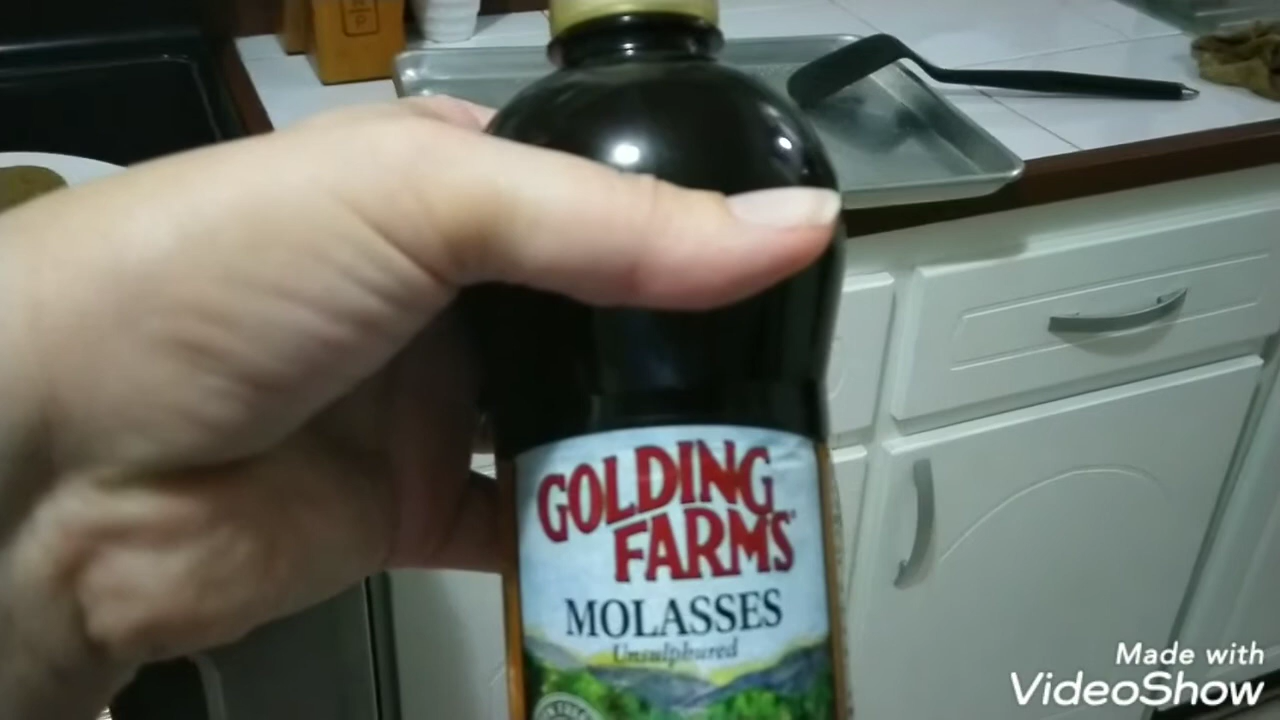 GOLDING
FARMS
MOLASSES
Unsulphured
Made with
VideoShow